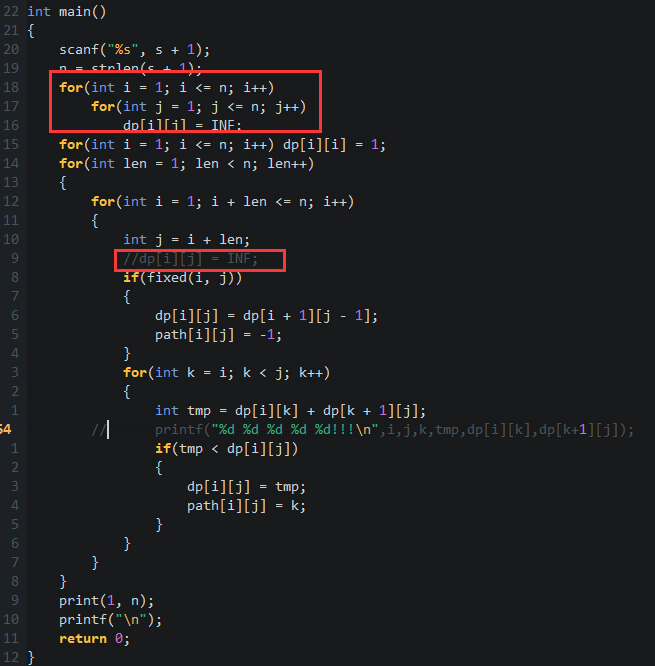 22 int main()
21 {
20     scanf("%s", s + 1);
19     n = strlen(s + 1);
18     for(int i = 1; i <= n; i++)
17         for(int j = 1; j <= n; j++)
16             dp[i][j] = INF;
15     for(int i = 1; i <= n; i++) dp[i][i] = 1;
14     for(int len = 1; len < n; len++)
13     {
12         for(int i = 1; i + len <= n; i++)
11         {
10             int j = i + len;
9             //dp[i][j] = INF;
8             if(fixed(i, j))
7             {
6                 dp[i][j] = dp[i + 1][j - 1];
5                 path[i][j] = -1;
4             }
3             for(int k = i; k < j; k++)
2             {
1                 int tmp = dp[i][k] + dp[k + 1][j];
54         //      printf("%d %d %d %d %d!!!\n",i,j,k,tmp,dp[i][k],dp[k+1][j]);
1                 if(tmp < dp[i][j])
2                 {
3                     dp[i][j] = tmp;
4                     path[i][j] = k;
5                 }
6             }
7         }
8     }
9     print(1, n);
10     printf("\n");
11     return 0;
12 }